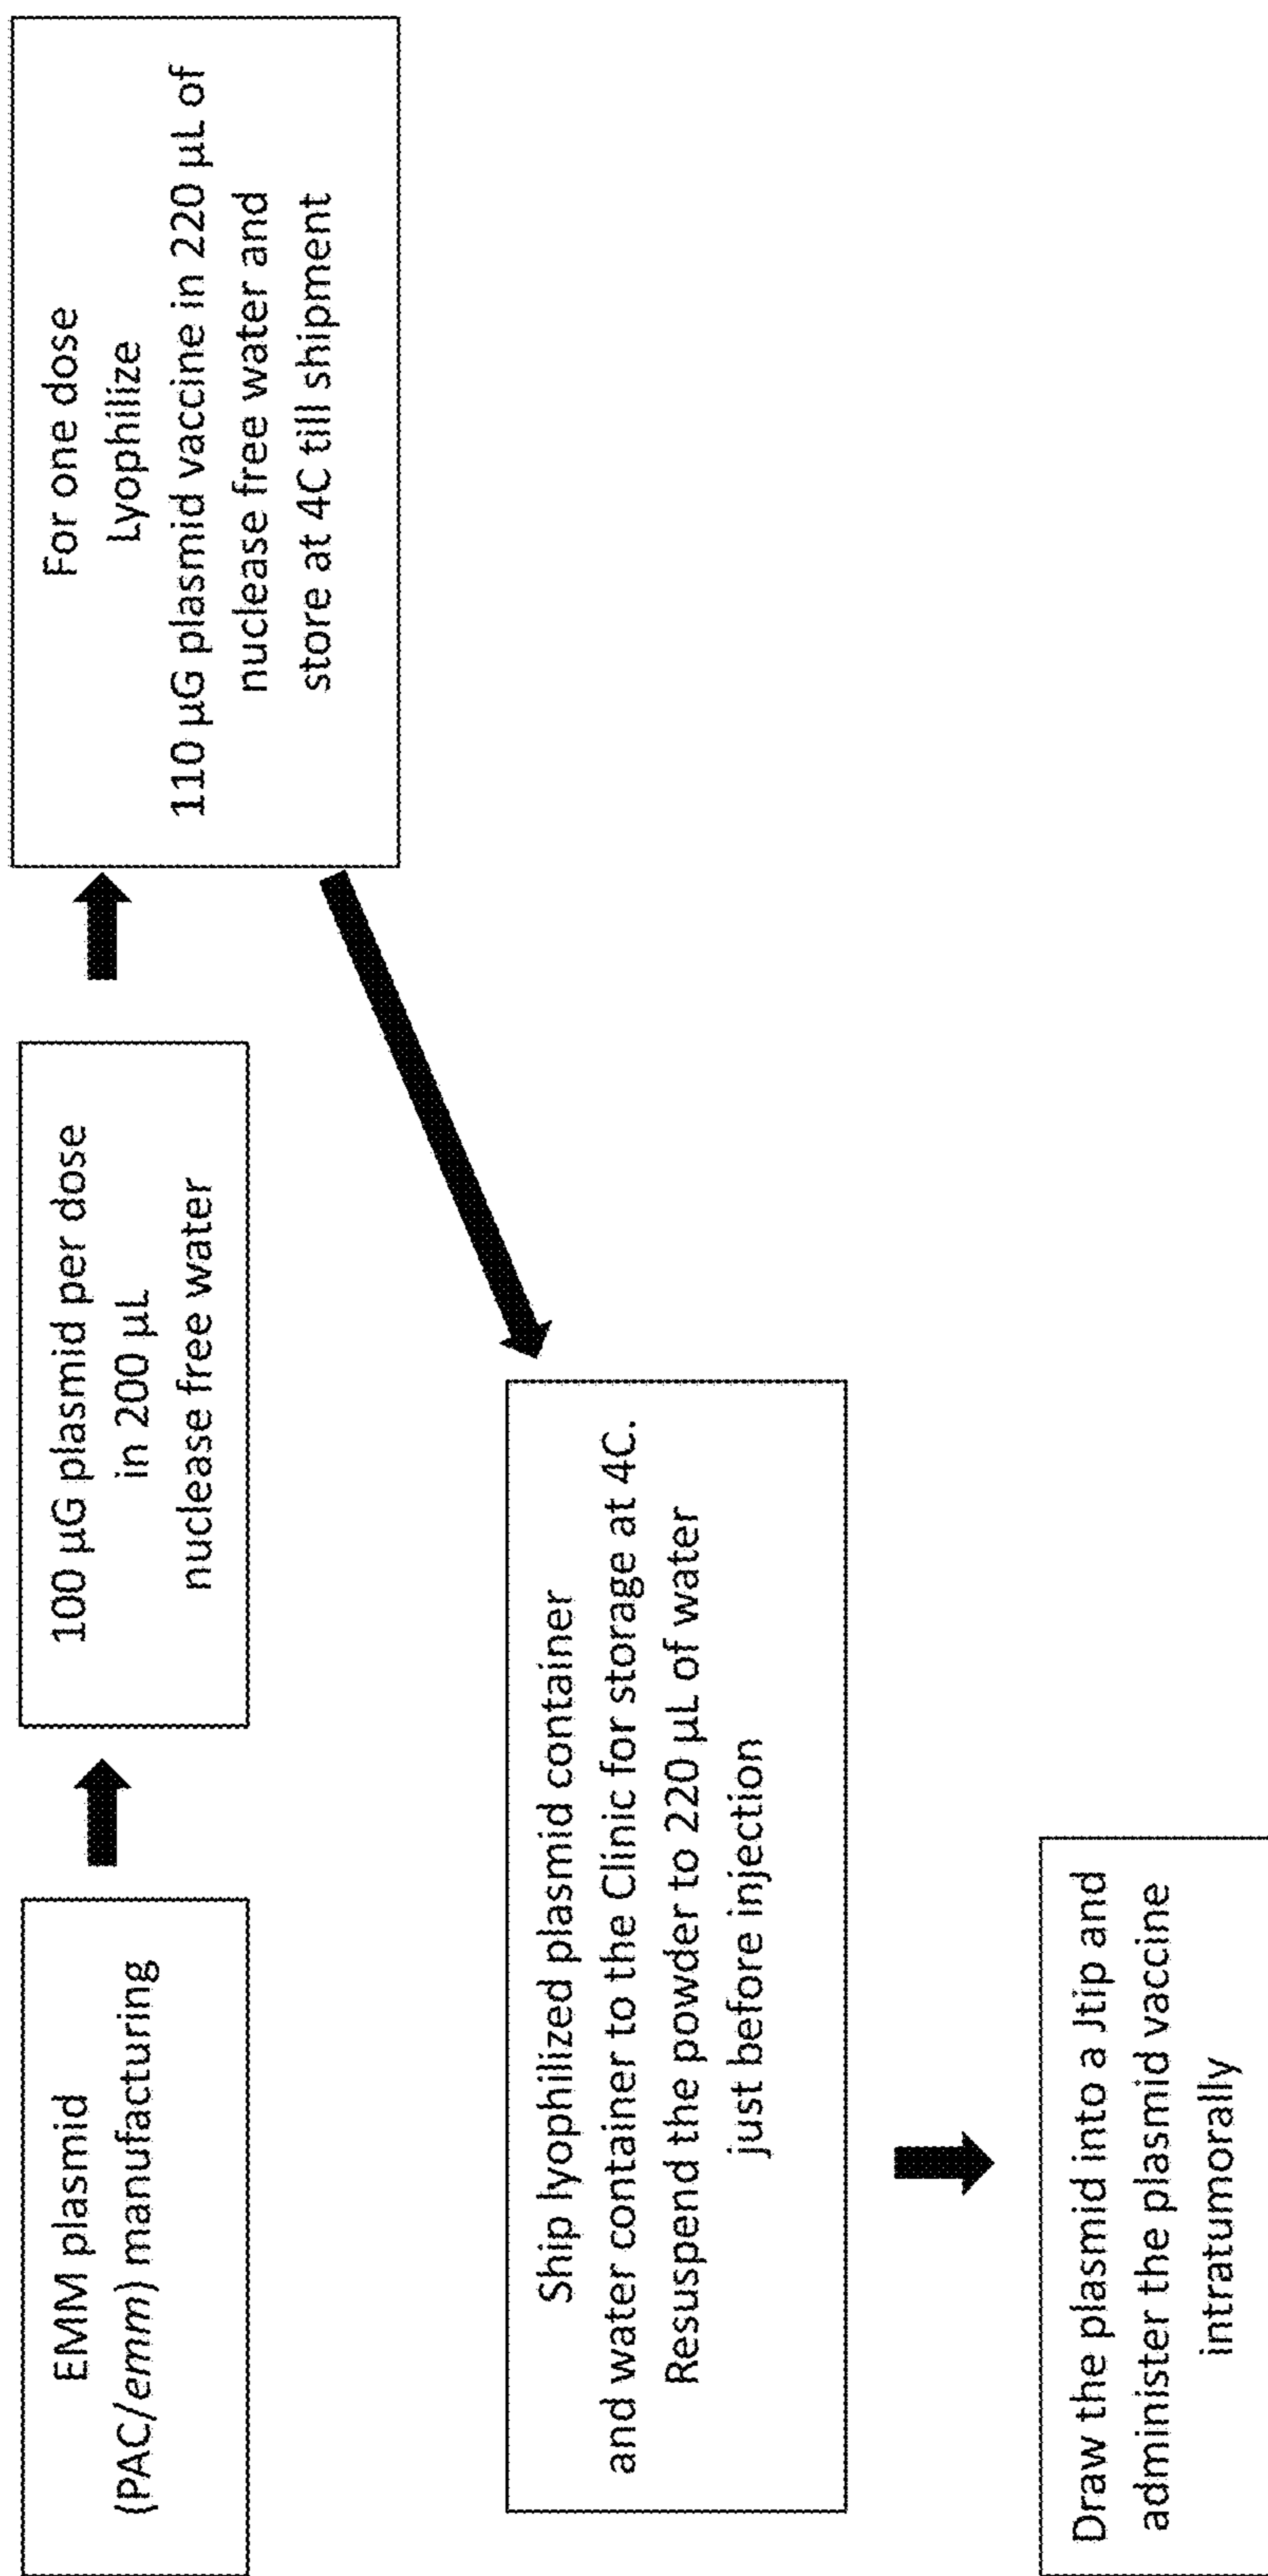 EMM plasmid
(PAC/emm) manufacturing
100 µG plasmid per dose
in 200 µL
nuclease free water
For one dose
Lyophilize
110 µG plasmid vaccine in 220 µL of
nuclease free water and
store at 4C till shipment
Ship lyophilized plasmid container
and water container to the Clinic for storage at 4C.
Resuspend the powder to 220 µL of water
just before injection
Draw the plasmid into a Jtip and
administer the plasmid vaccine
intratumorally